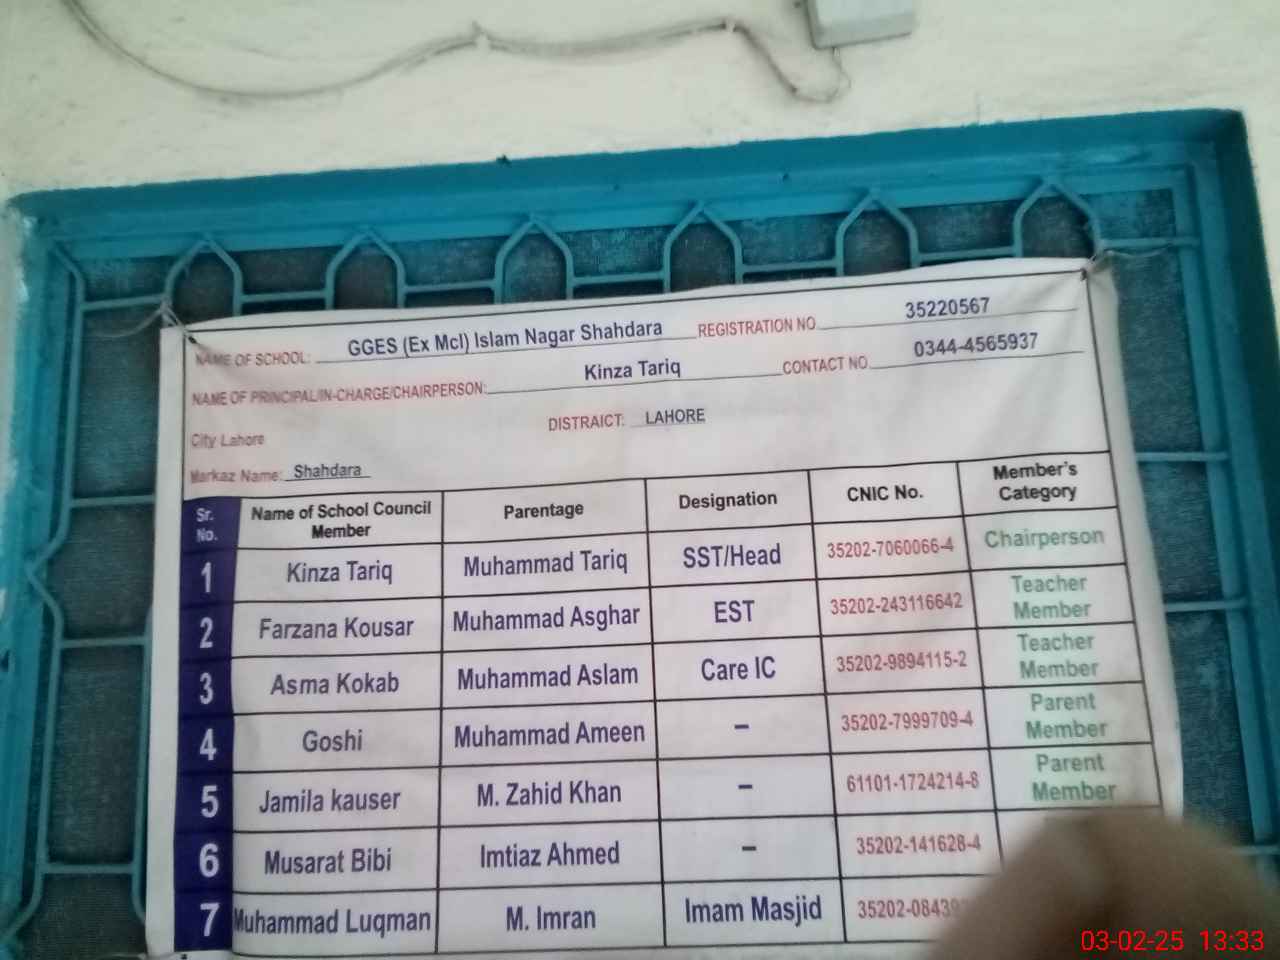 NAME OF SCHOOL: GGES (Ex Mcl) Islam Nagar Shahdara REGISTRATION NO. 35220567
NAME OF PRINCIPAL/IN-CHARGE/CHAIRPERSON: Kinza Tariq CONTACT NO. 0344-4565937
City Lahore DISTRAICT: LAHORE
Markaz Name: Shahdara
Sr. No. Name of School Council Member Parentage Designation CNIC No. Member's Category
1 Kinza Tariq Muhammad Tariq SST/Head 35202-7060066-4 Chairperson
2 Farzana Kousar Muhammad Asghar EST 35202-243116642 Teacher Member
3 Asma Kokab Muhammad Aslam Care IC 35202-9894115-2 Teacher Member
4 Goshi Muhammad Ameen – 35202-7999709-4 Parent Member
5 Jamila kauser M. Zahid Khan – 61101-1724214-8 Parent Member
6 Musarat Bibi Imtiaz Ahmed – 35202-141628-4
7 Muhammad Luqman M. Imran Imam Masjid
03-02-25 13:33